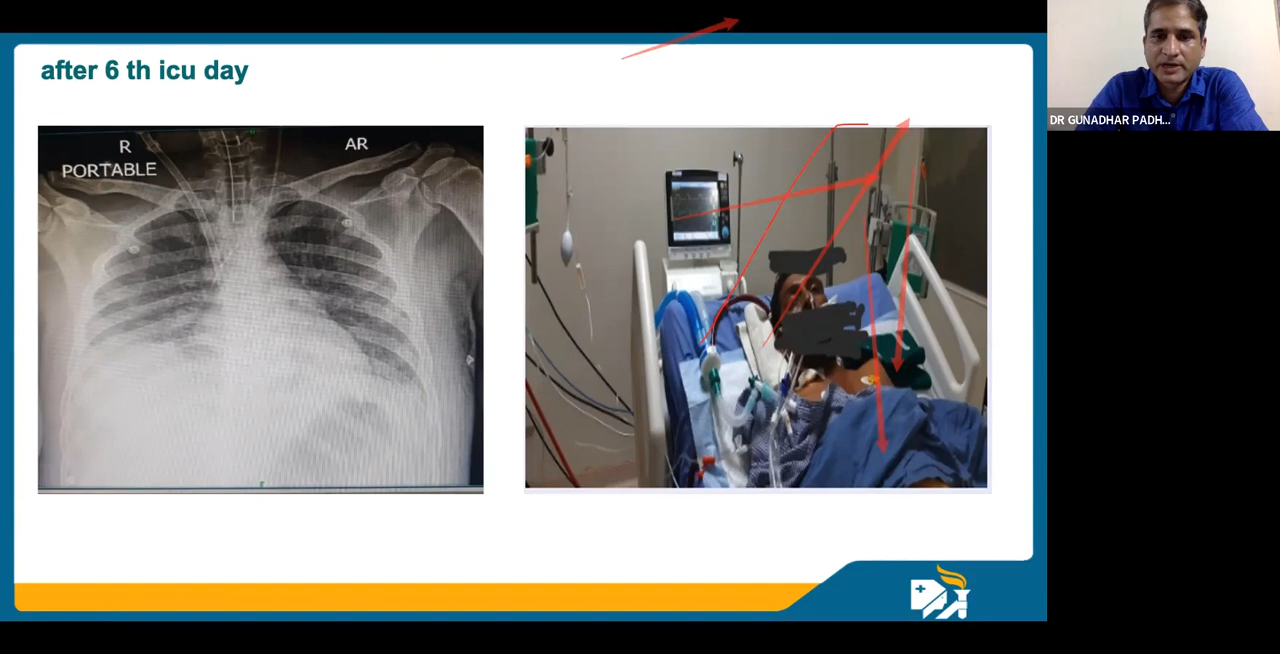 after 6 th icu day
R
PORTABLE
AR
DR GUNADHAR PADH...